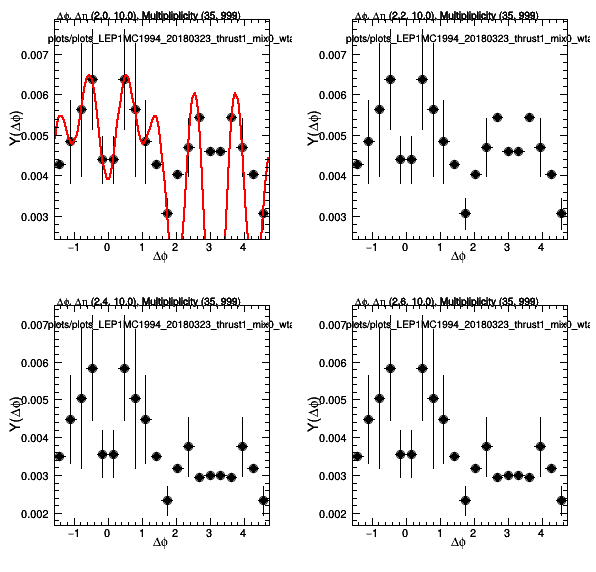 Δϕ, Δη (2.0, 10.0), Multipliplicity (35, 999)
plots/plots_LEP1MC1994_20180323_thrust1_mix0_wta
Y(Δϕ)
0.007
0.006
0.005
0.004
0.003
−1 0 1 2 3 4
Δϕ
Δϕ, Δη (2.2, 10.0), Multipliplicity (35, 999)
plots/plots_LEP1MC1994_20180323_thrust1_mix0_wta
Y(Δϕ)
0.007
0.006
0.005
0.004
0.003
−1 0 1 2 3 4
Δϕ
Δϕ, Δη (2.4, 10.0), Multipliplicity (35, 999)
plots/plots_LEP1MC1994_20180323_thrust1_mix0_wta
Y(Δϕ)
0.007
0.006
0.005
0.004
0.003
0.002
−1 0 1 2 3 4
Δϕ
Δϕ, Δη (2.6, 10.0), Multipliplicity (35, 999)
plots/plots_LEP1MC1994_20180323_thrust1_mix0_wta
Y(Δϕ)
0.007
0.006
0.005
0.004
0.003
0.002
−1 0 1 2 3 4
Δϕ